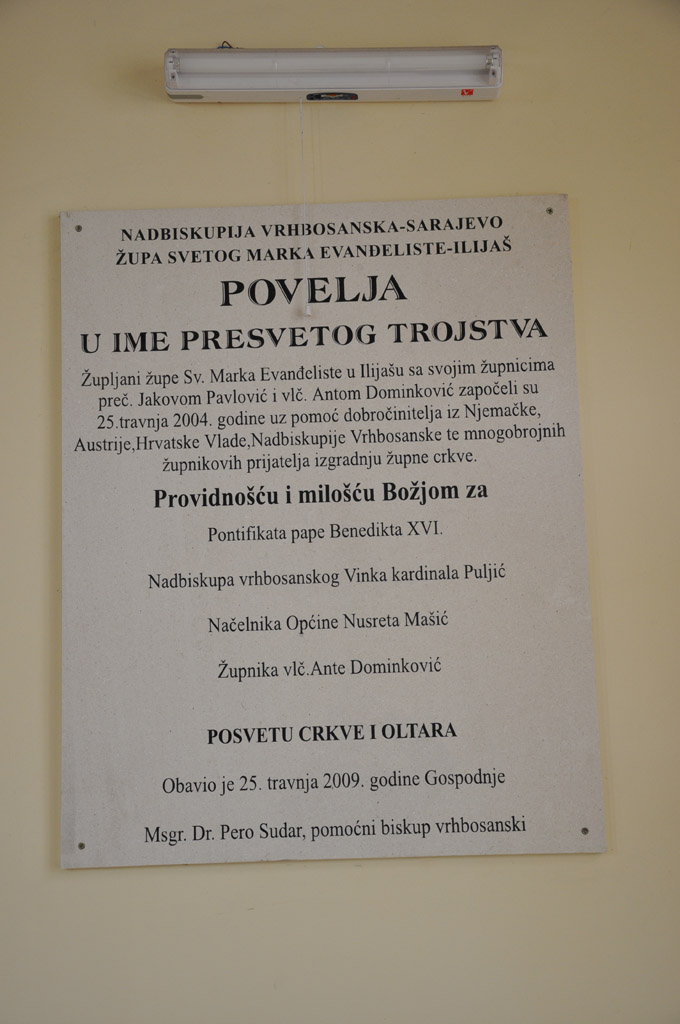 NADBISKUPIJA VRHBOSANSKA-SARAJEVO
ŽUPA SVETOG MARKA EVANĐELISTE-ILIJAŠ
POVELJA
U IME PRESVETOG TROJSTVA
Župljani župe Sv. Marka Evanđeliste u Ilijašu sa svojim župnicima
preč. Jakovom Pavlović i vlč. Antom Dominković započeli su
25.travnja 2004. godine uz pomoć dobročinitelja iz Njemačke,
Austrije,Hrvatske Vlade,Nadbiskupije Vrhbosanske te mnogobrojnih
župnikovih prijatelja izgradnju župne crkve.
Providnošću i milošću Božjom za
Pontifikata pape Benedikta XVI.
Nadbiskupa vrhbosanskog Vinka kardinala Puljić
Načelnika Općine Nusreta Mašić
Župnika vlč.Ante Dominković
POSVETU CRKVE I OLTARA
Obavio je 25. travnja 2009. godine Gospodnje
Msgr. Dr. Pero Sudar, pomoćni biskup vrhbosanski